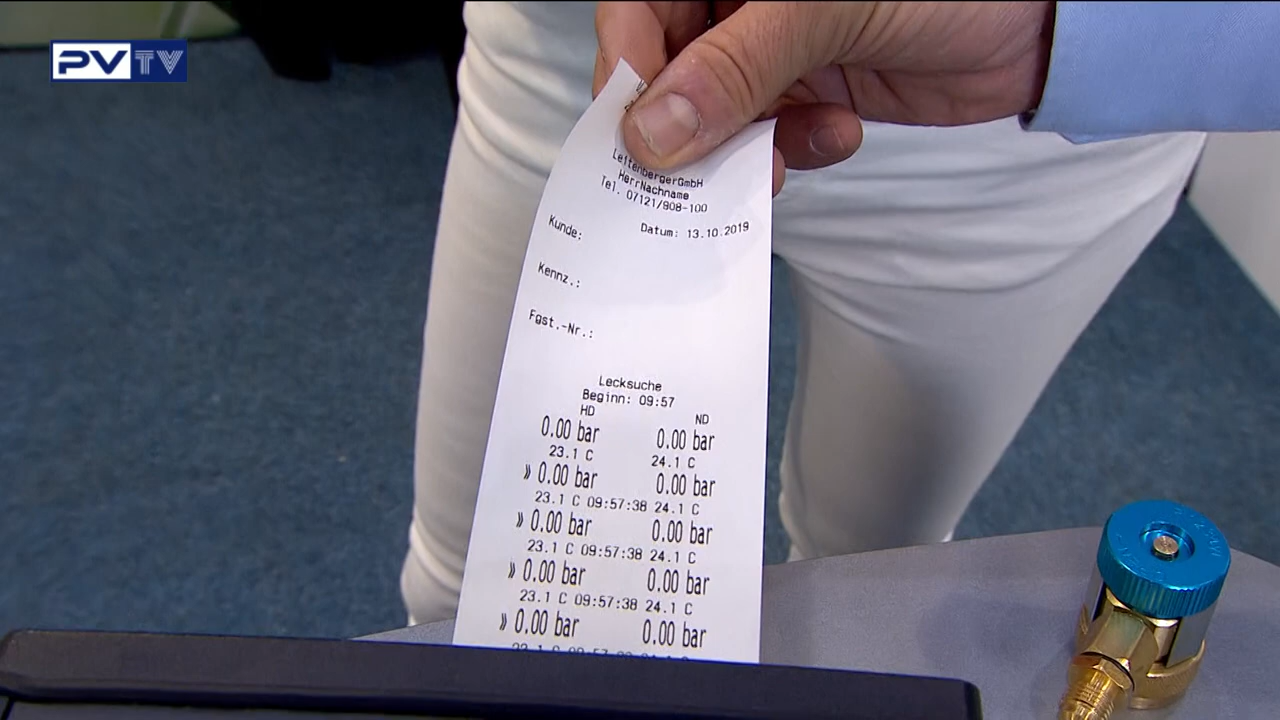 PVTV
LeitenbergerGmbH
HerrNachname
Tel. 07121/908-100
Kunde: Datum: 13.10.2019
Kennz.:
Fgst.-Nr.:
Lecksuche
Beginn: 09:57
HD ND
0.00 bar 0.00 bar
23.1 C 24.1 C
» 0.00 bar 0.00 bar
23.1 C 09:57:38 24.1 C
» 0.00 bar 0.00 bar
23.1 C 09:57:38 24.1 C
» 0.00 bar 0.00 bar
23.1 C 09:57:38 24.1 C
» 0.00 bar 0.00 bar